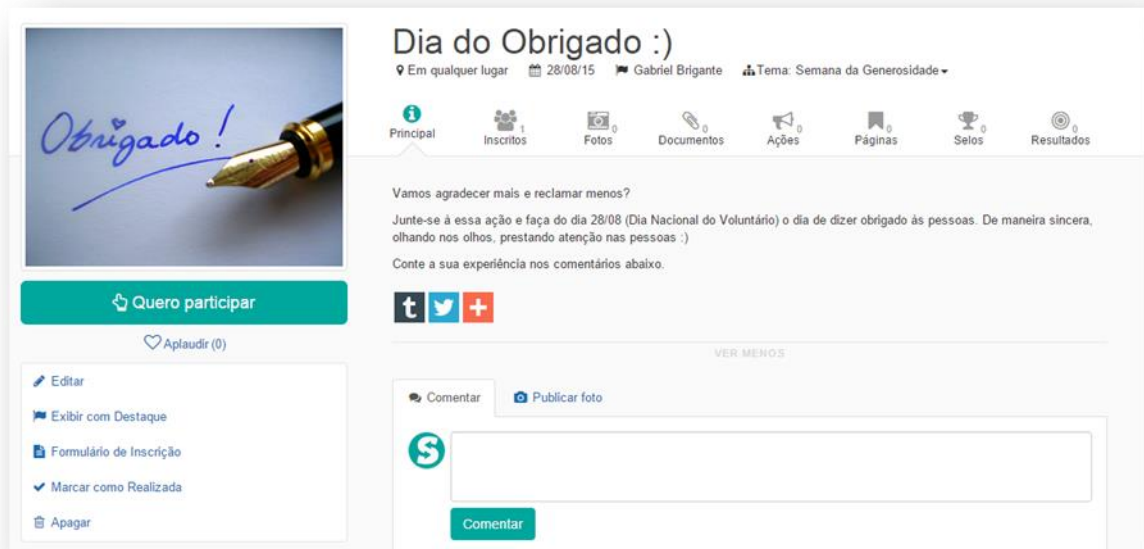 Obrigado!
Quero participar
Aplaudir (0)
Editar
Exibir com Destaque
Formulário de Inscrição
Marcar como Realizada
Apagar
Dia do Obrigado :)
Em qualquer lugar 28/08/15 Gabriel Brigante Tema: Semana da Generosidade
Principal
1 Inscritos
0 Fotos
0 Documentos
0 Ações
0 Páginas
0 Selos
0 Resultados
Vamos agradecer mais e reclamar menos?
Junte-se à essa ação e faça do dia 28/08 (Dia Nacional do Voluntário) o dia de dizer obrigado às pessoas. De maneira sincera,
olhando nos olhos, prestando atenção nas pessoas :)
Conte a sua experiência nos comentários abaixo.
t
VER MENOS
Comentar Publicar foto
S
Comentar